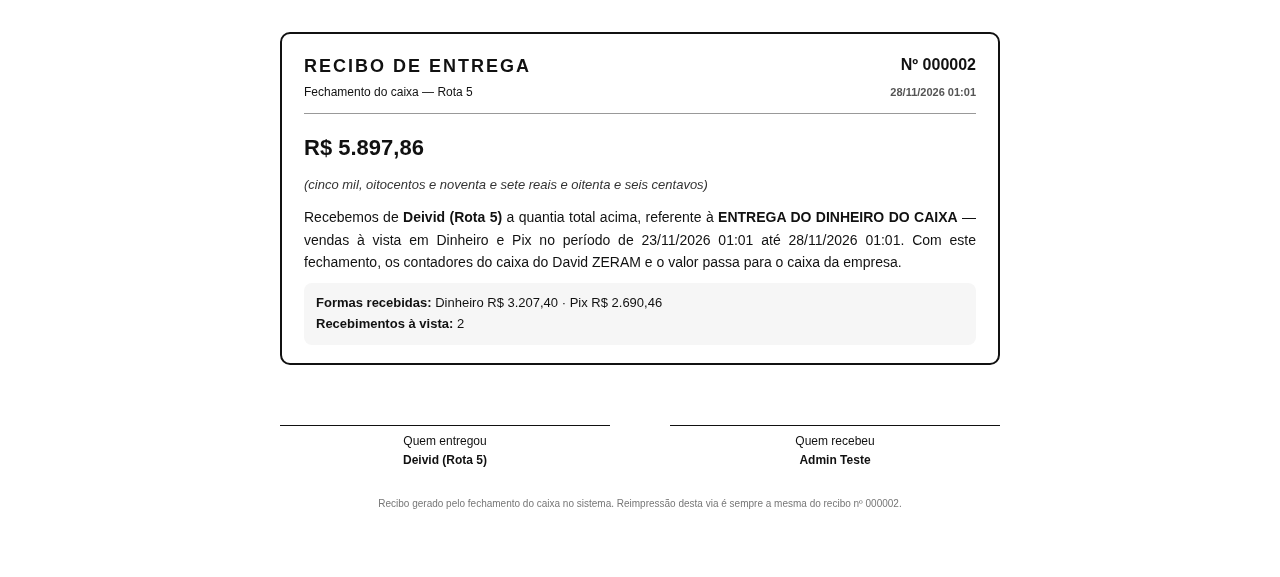 RECIBO DE ENTREGA
Nº 000002
Fechamento do caixa — Rota 5
28/11/2026 01:01
R$ 5.897,86
(cinco mil, oitocentos e noventa e sete reais e oitenta e seis centavos)
Recebemos de Deivid (Rota 5) a quantia total acima, referente à ENTREGA DO DINHEIRO DO CAIXA —
vendas à vista em Dinheiro e Pix no período de 23/11/2026 01:01 até 28/11/2026 01:01. Com este
fechamento, os contadores do caixa do David ZERAM e o valor passa para o caixa da empresa.
Formas recebidas: Dinheiro R$ 3.207,40 · Pix R$ 2.690,46
Recebimentos à vista: 2
Quem entregou
Deivid (Rota 5)
Quem recebeu
Admin Teste
Recibo gerado pelo fechamento do caixa no sistema. Reimpressão desta via é sempre a mesma do recibo nº 000002.